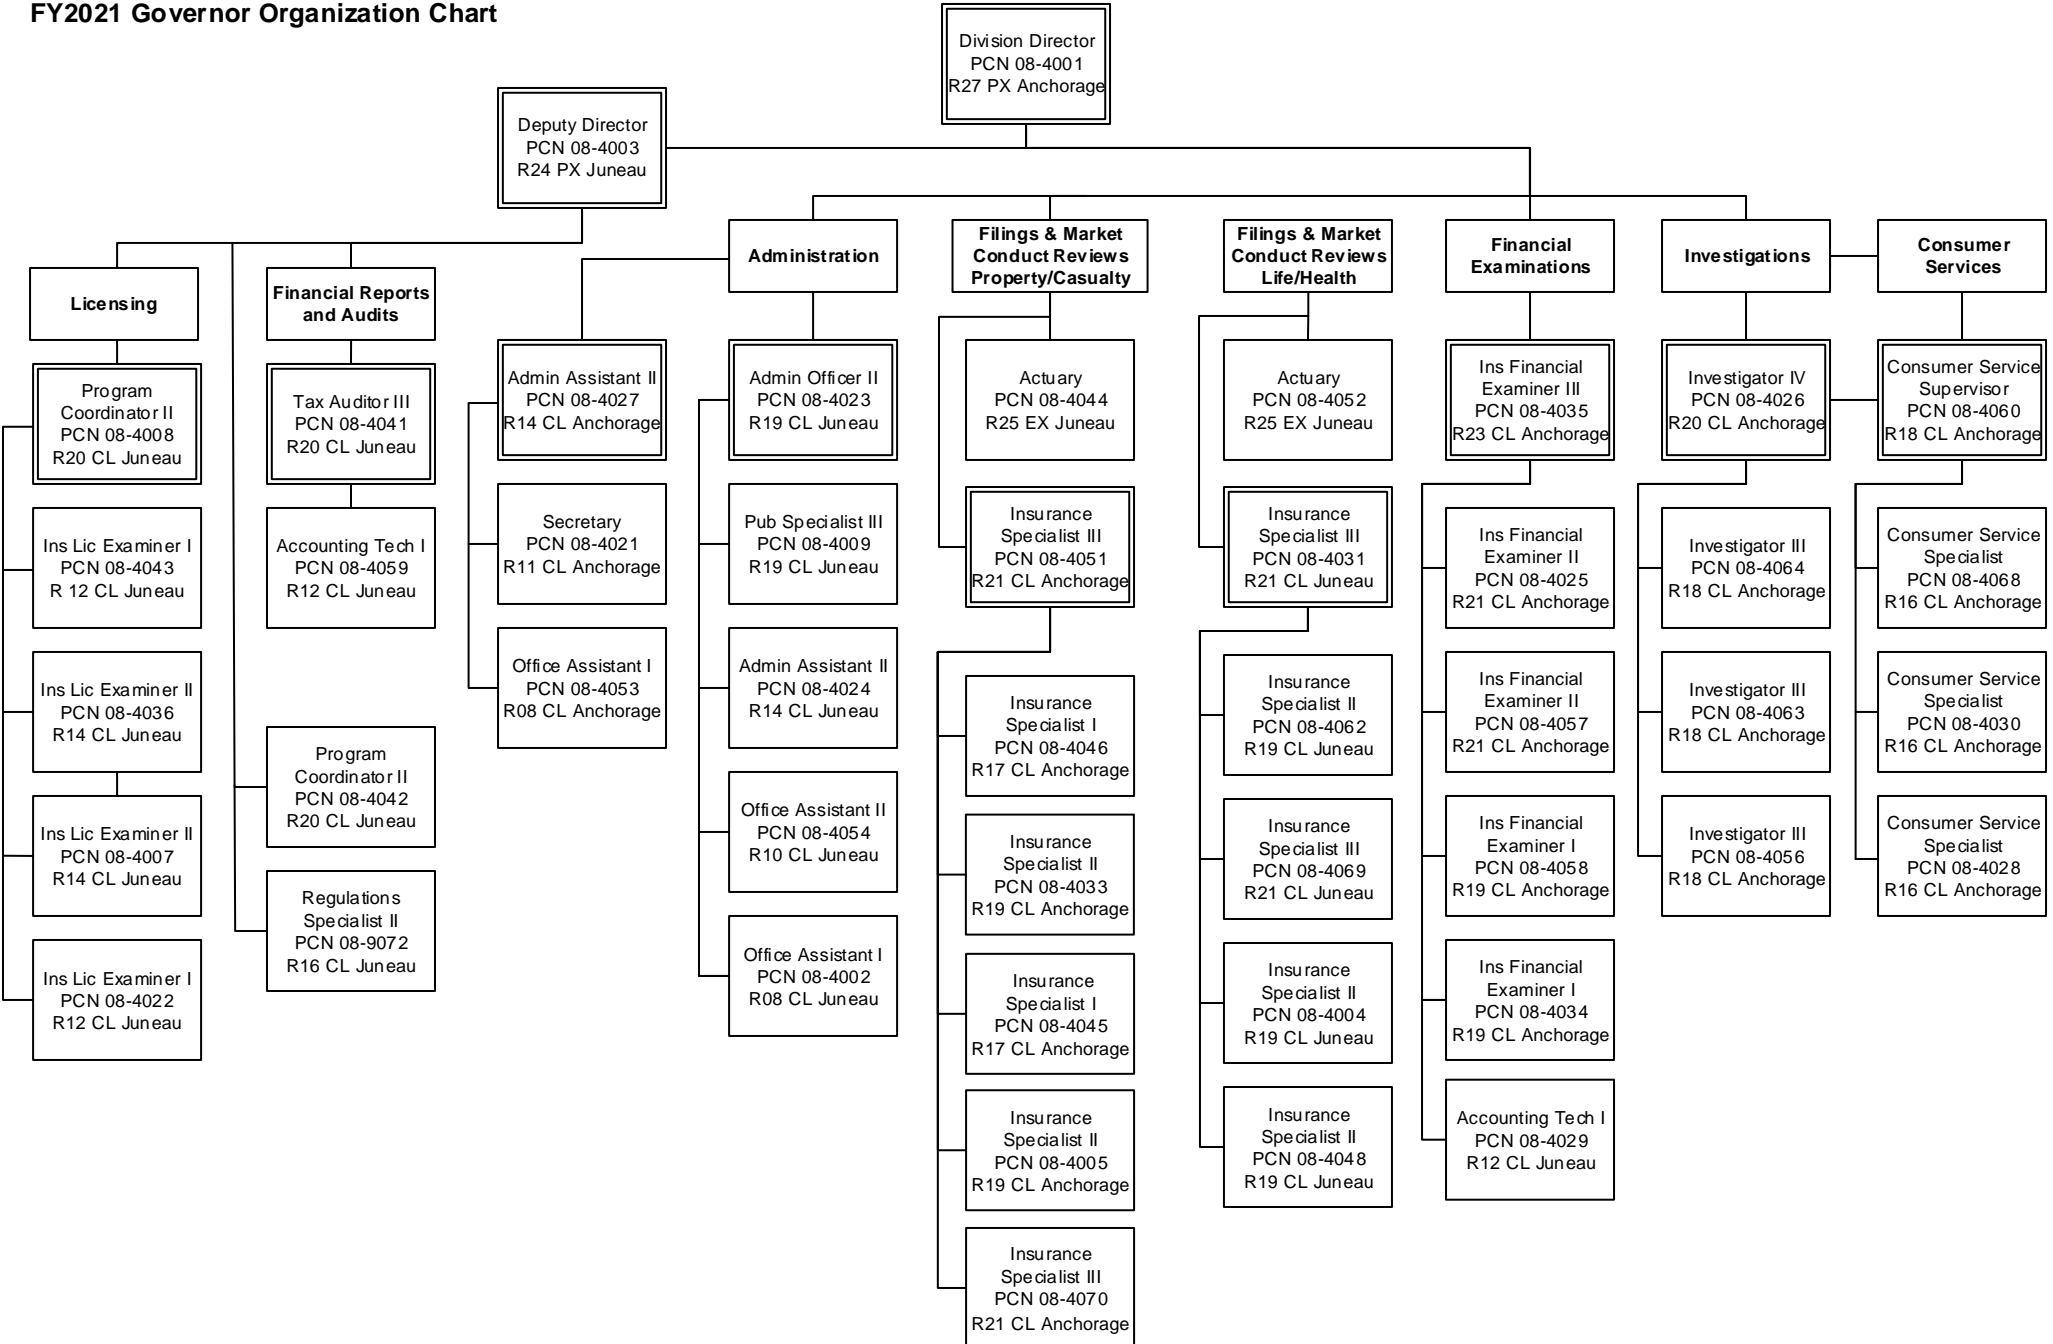 FY2021 Governor Organization Chart
Division Director
PCN 08-4001
R27 PX Anchorage
Deputy Director
PCN 08-4003
R24 PX Juneau
Licensing
Program
Coordinator II
PCN 08-4008
R20 CL Juneau
Ins Lic Examiner I
PCN 08-4043
R 12 CL Juneau
Ins Lic Examiner II
PCN 08-4036
R14 CL Juneau
Ins Lic Examiner II
PCN 08-4007
R14 CL Juneau
Ins Lic Examiner I
PCN 08-4022
R12 CL Juneau
Financial Reports
and Audits
Tax Auditor III
PCN 08-4041
R20 CL Juneau
Accounting Tech I
PCN 08-4059
R12 CL Juneau
Program
Coordinator II
PCN 08-4042
R20 CL Juneau
Regulations
Specialist II
PCN 08-9072
R16 CL Juneau
Administration
Admin Assistant II
PCN 08-4027
R14 CL Anchorage
Secretary
PCN 08-4021
R11 CL Anchorage
Office Assistant I
PCN 08-4053
R08 CL Anchorage
Admin Officer II
PCN 08-4023
R19 CL Juneau
Pub Specialist III
PCN 08-4009
R19 CL Juneau
Admin Assistant II
PCN 08-4024
R14 CL Juneau
Office Assistant II
PCN 08-4054
R10 CL Juneau
Office Assistant I
PCN 08-4002
R08 CL Juneau
Filings & Market
Conduct Reviews
Property/Casualty
Actuary
PCN 08-4044
R25 EX Juneau
Insurance
Specialist III
PCN 08-4051
R21 CL Anchorage
Insurance
Specialist I
PCN 08-4046
R17 CL Anchorage
Insurance
Specialist II
PCN 08-4033
R19 CL Anchorage
Insurance
Specialist I
PCN 08-4045
R17 CL Anchorage
Insurance
Specialist II
PCN 08-4005
R19 CL Anchorage
Insurance
Specialist III
PCN 08-4070
R21 CL Anchorage
Filings & Market
Conduct Reviews
Life/Health
Actuary
PCN 08-4052
R25 EX Juneau
Insurance
Specialist III
PCN 08-4031
R21 CL Juneau
Insurance
Specialist II
PCN 08-4062
R19 CL Juneau
Insurance
Specialist III
PCN 08-4069
R21 CL Juneau
Insurance
Specialist II
PCN 08-4004
R19 CL Juneau
Insurance
Specialist II
PCN 08-4048
R19 CL Juneau
Financial
Examinations
Ins Financial
Examiner III
PCN 08-4035
R23 CL Anchorage
Ins Financial
Examiner II
PCN 08-4025
R21 CL Anchorage
Ins Financial
Examiner II
PCN 08-4057
R21 CL Anchorage
Ins Financial
Examiner I
PCN 08-4058
R19 CL Anchorage
Ins Financial
Examiner I
PCN 08-4034
R19 CL Anchorage
Accounting Tech I
PCN 08-4029
R12 CL Juneau
Investigations
Investigator IV
PCN 08-4026
R20 CL Anchorage
Investigator III
PCN 08-4064
R18 CL Anchorage
Investigator III
PCN 08-4063
R18 CL Anchorage
Investigator III
PCN 08-4056
R18 CL Anchorage
Consumer
Services
Consumer Service
Supervisor
PCN 08-4060
R18 CL Anchorage
Consumer Service
Specialist
PCN 08-4068
R16 CL Anchorage
Consumer Service
Specialist
PCN 08-4030
R16 CL Anchorage
Consumer Service
Specialist
PCN 08-4028
R16 CL Anchorage